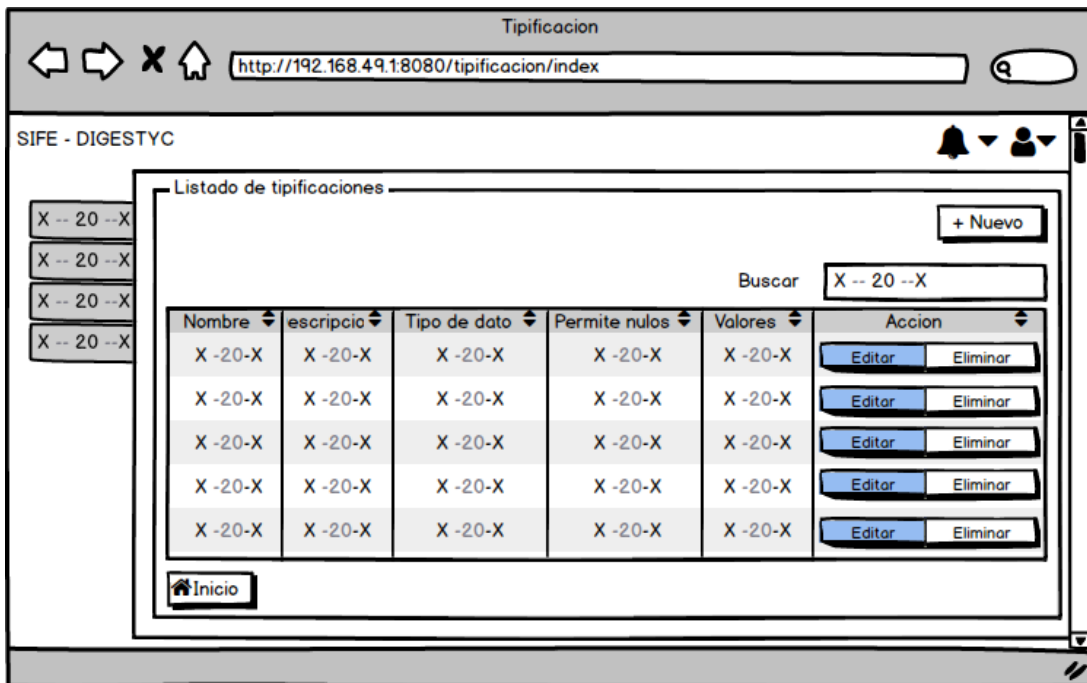 Tipificacion
http://192.168.49.1:8080/tipificacion/index
SIFE - DIGESTYC
X -- 20 --X
X -- 20 --X
X -- 20 --X
X -- 20 --X
Listado de tipificaciones
+ Nuevo
Buscar X -- 20 --X
Nombre escripcio Tipo de dato Permite nulos Valores Accion
X -20-X X -20-X X -20-X X -20-X X -20-X Editar Eliminar
X -20-X X -20-X X -20-X X -20-X X -20-X Editar Eliminar
X -20-X X -20-X X -20-X X -20-X X -20-X Editar Eliminar
X -20-X X -20-X X -20-X X -20-X X -20-X Editar Eliminar
X -20-X X -20-X X -20-X X -20-X X -20-X Editar Eliminar
Inicio